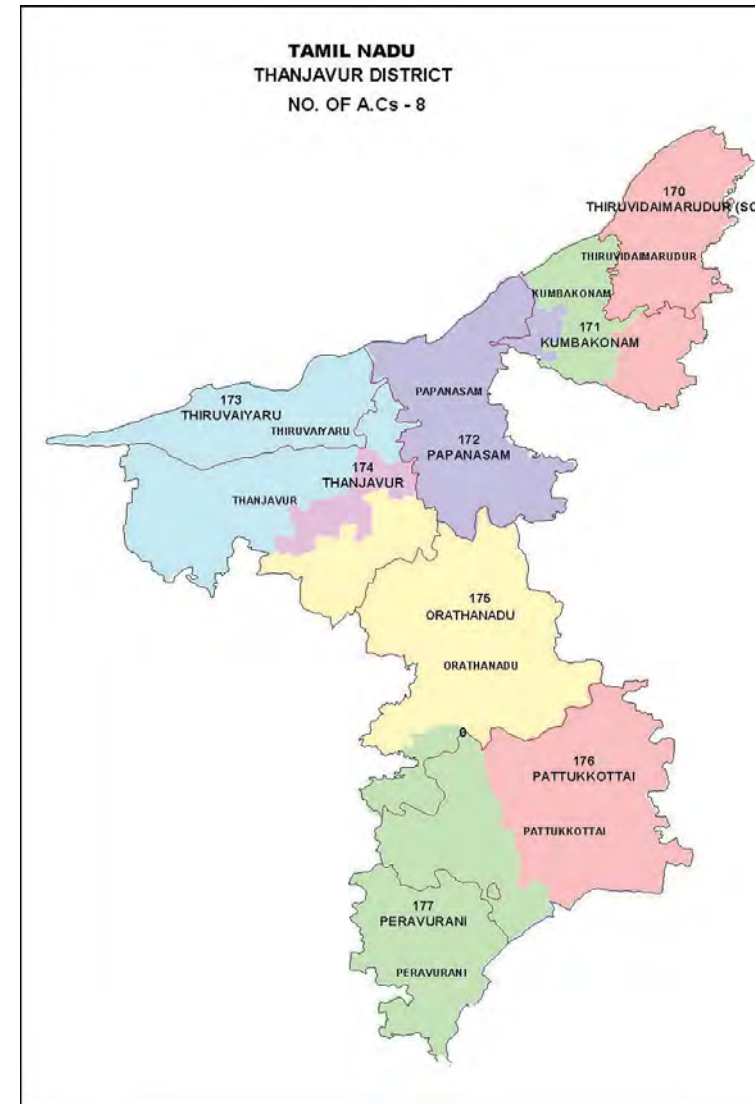 TAMIL NADU
THANJAVUR DISTRICT
NO. OF A.Cs - 8
170
THIRUVIDAIMARUDUR (SC
THIRUVIDAIMARUDUR
KUMBAKONAM
171
KUMBAKONAM
PAPANASAM
173
THIRUVAIYARU
THIRUVAIYARU
172
PAPANASAM
174
THANJAVUR
THANJAVUR
175
ORATHANADU
ORATHANADU
0
176
PATTUKKOTTAI
PATTUKKOTTAI
177
PERAVURANI
PERAVURANI